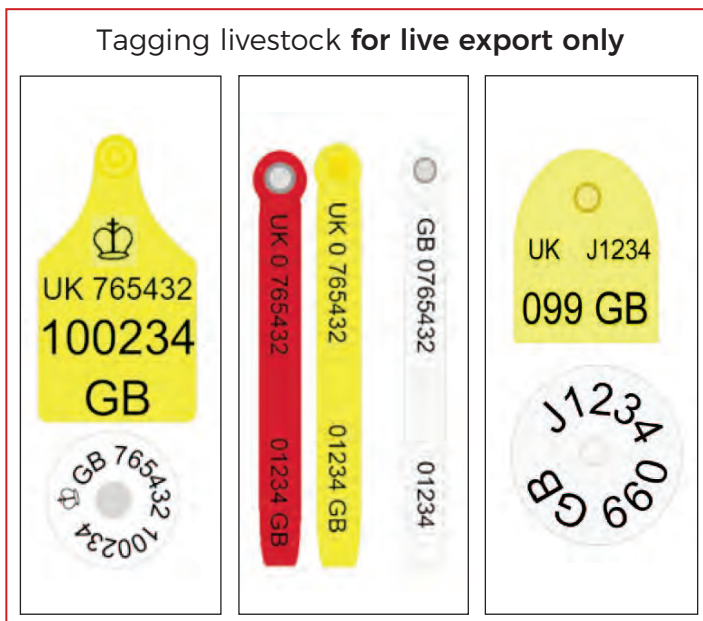 Tagging livestock for live export only
UK 765432
100234
GB
GB 765432
100234
UK 0 765432
01234 GB
UK 0 765432
01234 GB
GB 0765432
01234
UK J1234
099 GB
J1234
099 GB